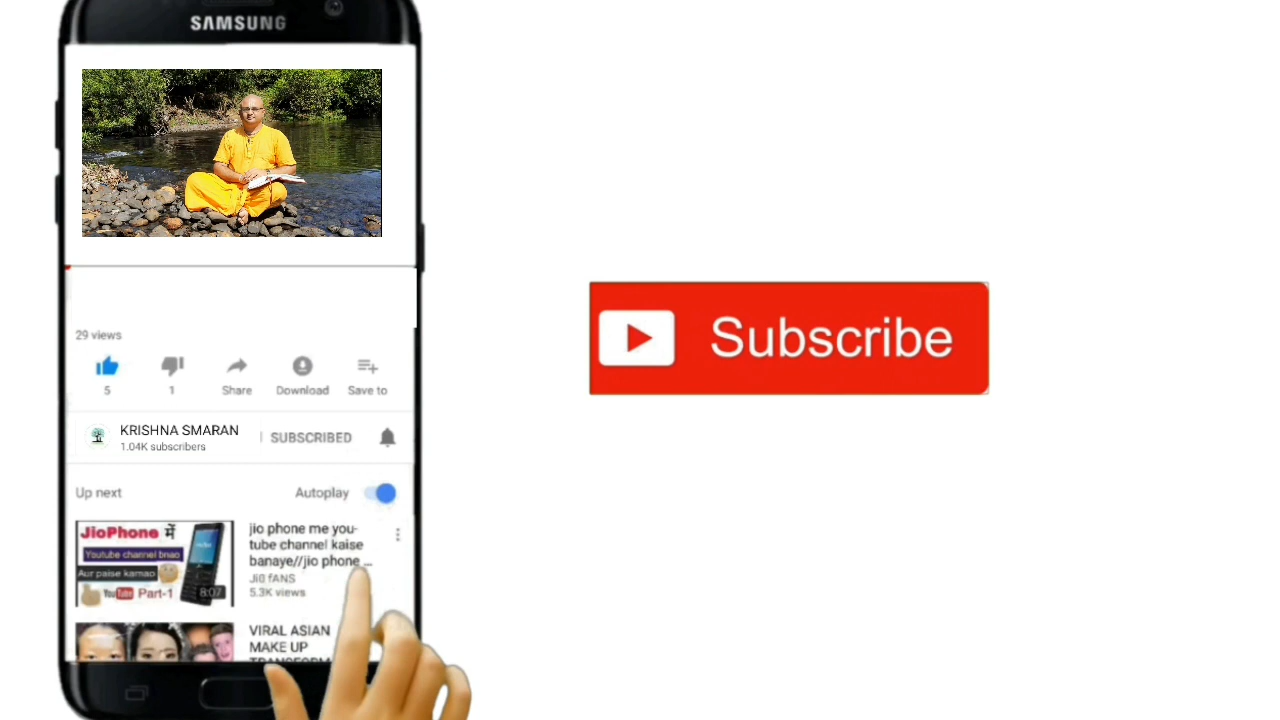 SAMSUNG
29 views
5
1
Share
Download
Save to
KRISHNA SMARAN
1.04K subscribers
SUBSCRIBED
Up next
Autoplay
JioPhone में
Youtube channel bnao
Aur paise kamao
YouTube Part-1
8:07
jio phone me you-
tube channel kaise
banaye//jio phone ...
Jio fANS
5.3K views
VIRAL ASIAN
MAKE UP
TRANSFORM
Subscribe